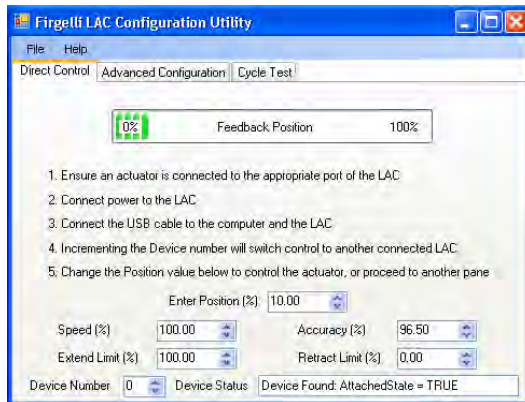 Firgelli LAC Configuration Utility
File Help
Direct Control Advanced Configuration Cycle Test
0% Feedback Position 100%
1. Ensure an actuator is connected to the appropriate port of the LAC
2. Connect power to the LAC
3. Connect the USB cable to the computer and the LAC
4. Incrementing the Device number will switch control to another connected LAC
5. Change the Position value below to control the actuator, or proceed to another pane
Enter Position (%) 10.00
Speed (%) 100.00 Accuracy (%) 96.50
Extend Limit (%) 100.00 Retract Limit (%) 0.00
Device Number 0 Device Status Device Found: AttachedState = TRUE